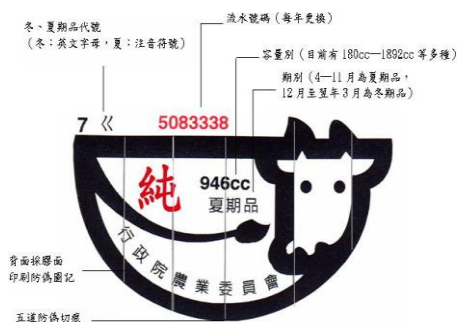 流水號碼（每年更換）
冬、夏期品代號
（冬：英文字母，夏：注音符號）
容量別（目前有180cc—1892cc等多種）
期別（4—11月為夏期品，
12月至翌年3月為冬期品）
7 ㄍ 5083338
純
946cc
夏期品
行政院農業委員會
背面採膠面
印刷防偽圖記
五道防偽切痕